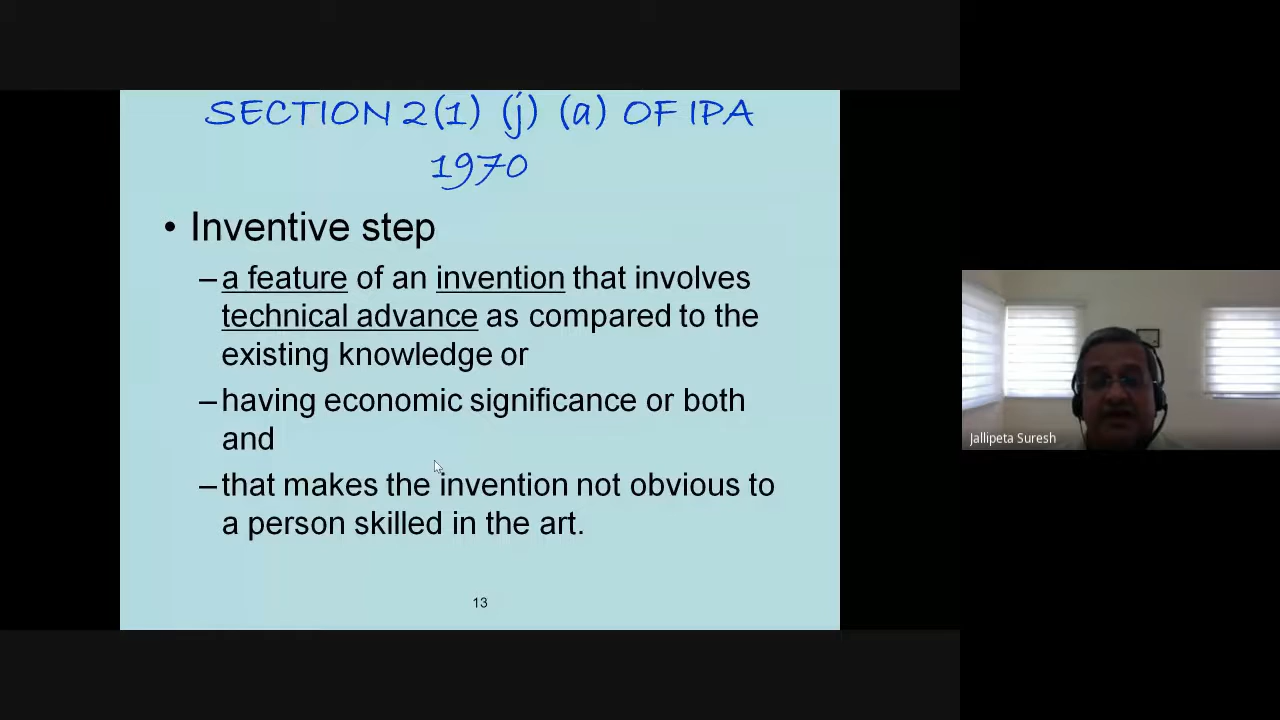 SECTION 2(1) (j) (a) OF IPA
1970
• Inventive step
–a feature of an invention that involves
technical advance as compared to the
existing knowledge or
–having economic significance or both
and
–that makes the invention not obvious to
a person skilled in the art.
13
Jallipeta Suresh